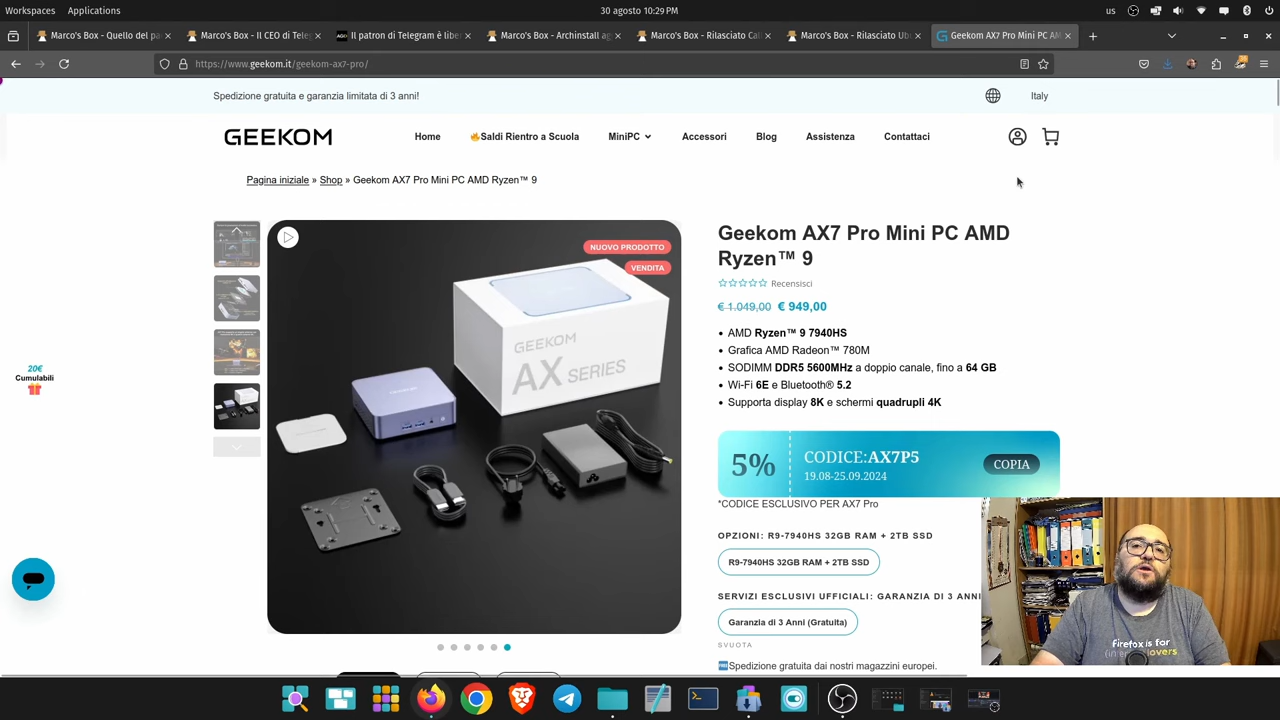 Workspaces Applications 30 agosto 10:29 PM us
Marco's Box - Quello del pa Marco's Box - Il CEO di Teleg Il patron di Telegram è liber Marco's Box - Archinstall ag Marco's Box - Rilasciato Cal Marco's Box - Rilasciato Ub Geekom AX7 Pro Mini PC AM
https://www.geekom.it/geekom-ax7-pro/
Spedizione gratuita e garanzia limitata di 3 anni! Italy
GEEKOM Home 🔥Saldi Rientro a Scuola MiniPC Accessori Blog Assistenza Contattaci
Pagina iniziale » Shop » Geekom AX7 Pro Mini PC AMD Ryzen™ 9
NUOVO PRODOTTO
VENDITA
GEEKOM
AX SERIES
Geekom AX7 Pro Mini PC AMD
Ryzen™ 9
Recensisci
€ 1.049,00 € 949,00
• AMD Ryzen™ 9 7940HS
• Grafica AMD Radeon™ 780M
• SODIMM DDR5 5600MHz a doppio canale, fino a 64 GB
• Wi-Fi 6E e Bluetooth® 5.2
• Supporta display 8K e schermi quadrupli 4K
20€
Cumulabili
5% CODICE:AX7P5
19.08-25.09.2024
COPIA
*CODICE ESCLUSIVO PER AX7 Pro
OPZIONI: R9-7940HS 32GB RAM + 2TB SSD
R9-7940HS 32GB RAM + 2TB SSD
SERVIZI ESCLUSIVI UFFICIALI: GARANZIA DI 3 ANNI
Garanzia di 3 Anni (Gratuita)
SVUOTA
Spedizione gratuita dai nostri magazzini europei.
Firefox is for
(in lovers